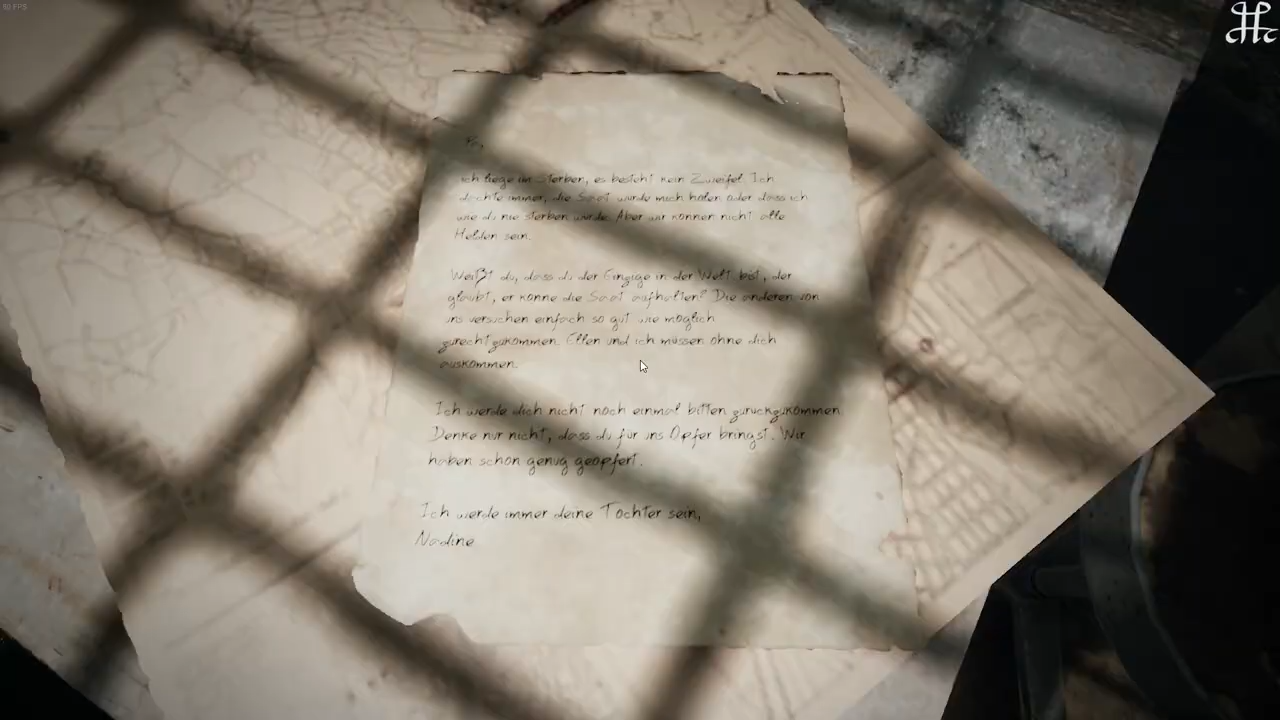 60 FPS
Pa,
ich liege im Sterben, es besteht kein Zweifel. Ich
dachte immer, die Saat würde mich holen oder dass ich
wie du nie sterben würde. Aber wir können nicht alle
Helden sein.
Weißt du, dass du der Einzige in der Welt bist, der
glaubt, er könne die Saat aufhalten? Die anderen von
uns versuchen einfach so gut wie möglich
zurechtzukommen. Ellen und ich müssen ohne dich
auskommen.
Ich werde dich nicht noch einmal bitten zurückzukommen.
Denke nur nicht, dass du für uns Opfer bringst. Wir
haben schon genug geopfert.
Ich werde immer deine Tochter sein,
Nadine